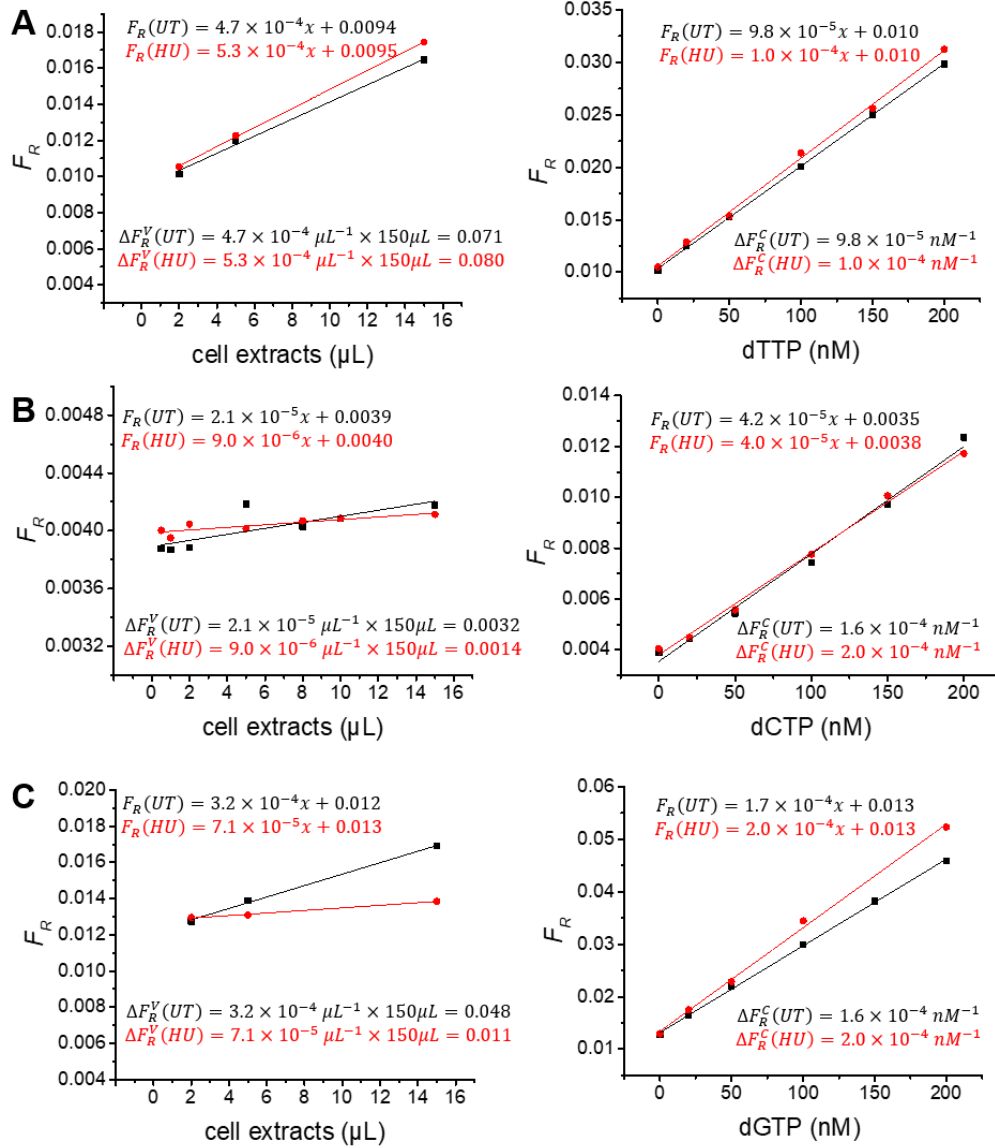 A
F_R(UT) = 4.7 × 10⁻⁴x + 0.0094
F_R(HU) = 5.3 × 10⁻⁴x + 0.0095
0.018
0.016
0.014
0.012
0.010
0.008
0.006
0.004
F_R
ΔF_R^V(UT) = 4.7 × 10⁻⁴ μL⁻¹ × 150μL = 0.071
ΔF_R^V(HU) = 5.3 × 10⁻⁴ μL⁻¹ × 150μL = 0.080
0 2 4 6 8 10 12 14 16
cell extracts (µL)
F_R(UT) = 9.8 × 10⁻⁵x + 0.010
F_R(HU) = 1.0 × 10⁻⁴x + 0.010
0.030
0.025
0.020
0.015
0.010
F_R
ΔF_R^C(UT) = 9.8 × 10⁻⁵ nM⁻¹
ΔF_R^C(HU) = 1.0 × 10⁻⁴ nM⁻¹
0 50 100 150 200
dTTP (nM)
B
F_R(UT) = 2.1 × 10⁻⁵x + 0.0039
F_R(HU) = 9.0 × 10⁻⁶x + 0.0040
0.0048
0.0044
0.0040
0.0036
0.0032
F_R
ΔF_R^V(UT) = 2.1 × 10⁻⁵ μL⁻¹ × 150μL = 0.0032
ΔF_R^V(HU) = 9.0 × 10⁻⁶ μL⁻¹ × 150μL = 0.0014
0 2 4 6 8 10 12 14 16
cell extracts (µL)
F_R(UT) = 4.2 × 10⁻⁵x + 0.0035
F_R(HU) = 4.0 × 10⁻⁵x + 0.0038
0.014
0.012
0.010
0.008
0.006
0.004
F_R
ΔF_R^C(UT) = 1.6 × 10⁻⁴ nM⁻¹
ΔF_R^C(HU) = 2.0 × 10⁻⁴ nM⁻¹
0 50 100 150 200
dCTP (nM)
C
F_R(UT) = 3.2 × 10⁻⁴x + 0.012
F_R(HU) = 7.1 × 10⁻⁵x + 0.013
0.020
0.018
0.016
0.014
0.012
0.010
0.008
0.006
0.004
F_R
ΔF_R^V(UT) = 3.2 × 10⁻⁴ μL⁻¹ × 150μL = 0.048
ΔF_R^V(HU) = 7.1 × 10⁻⁵ μL⁻¹ × 150μL = 0.011
0 2 4 6 8 10 12 14 16
cell extracts (µL)
F_R(UT) = 1.7 × 10⁻⁴x + 0.013
F_R(HU) = 2.0 × 10⁻⁴x + 0.013
0.06
0.05
0.04
0.03
0.02
0.01
F_R
ΔF_R^C(UT) = 1.6 × 10⁻⁴ nM⁻¹
ΔF_R^C(HU) = 2.0 × 10⁻⁴ nM⁻¹
0 50 100 150 200
dGTP (nM)